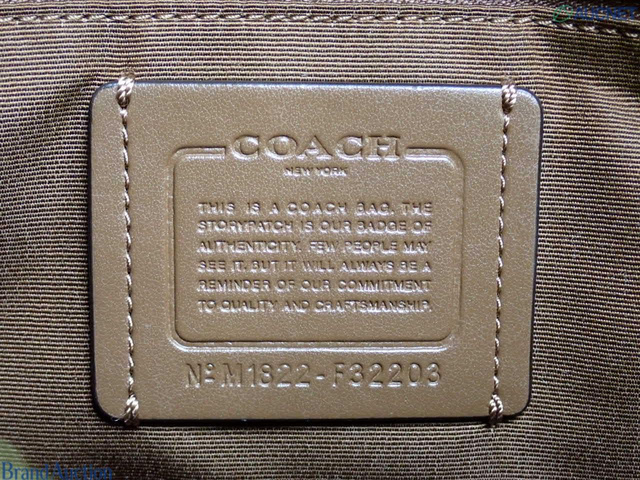 COACH
NEW YORK
THIS IS A COACH BAG. THE
STORYPATCH IS OUR BADGE OF
AUTHENTICITY. FEW PEOPLE MAY
SEE IT. BUT IT WILL ALWAYS BE A
REMINDER OF OUR COMMITMENT
TO QUALITY AND CRAFTSMANSHIP.
Nº M1822-F32203
Brand Auction